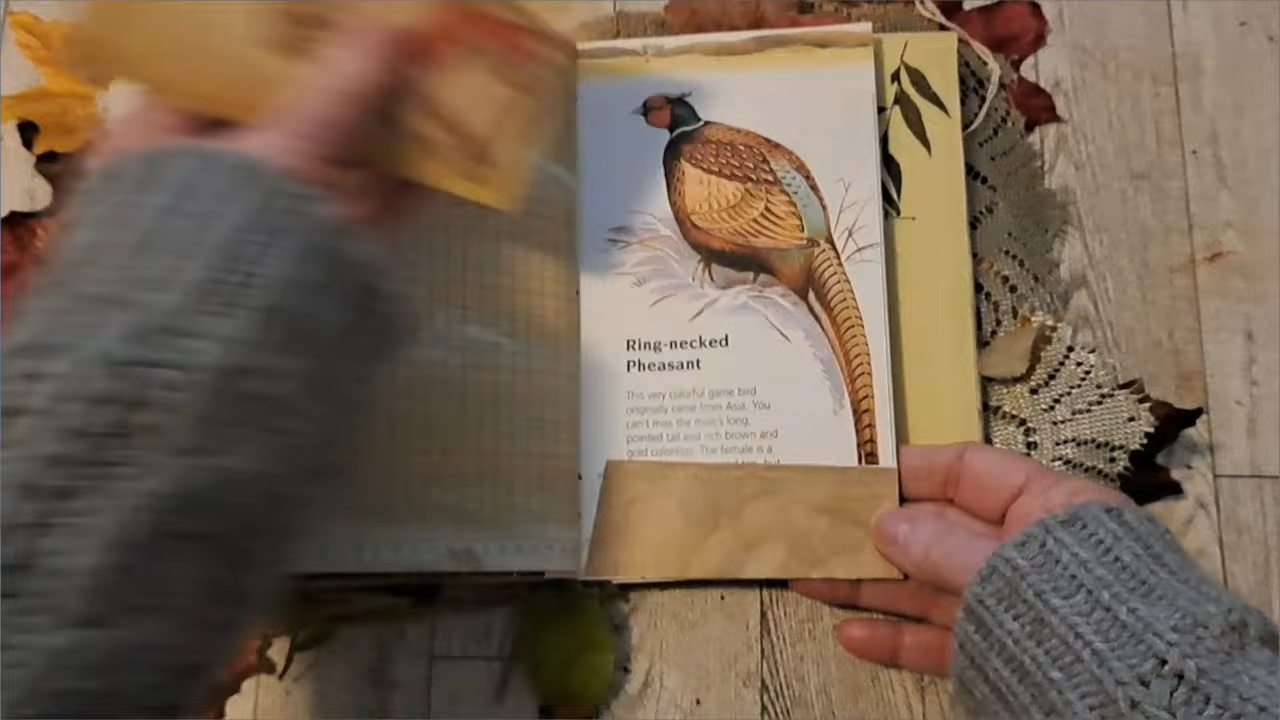 Ring-necked
Pheasant
This very colorful game bird
originally came from Asia. You
can't miss the male's long,
pointed tail and rich brown and
gold coloring. The female is a